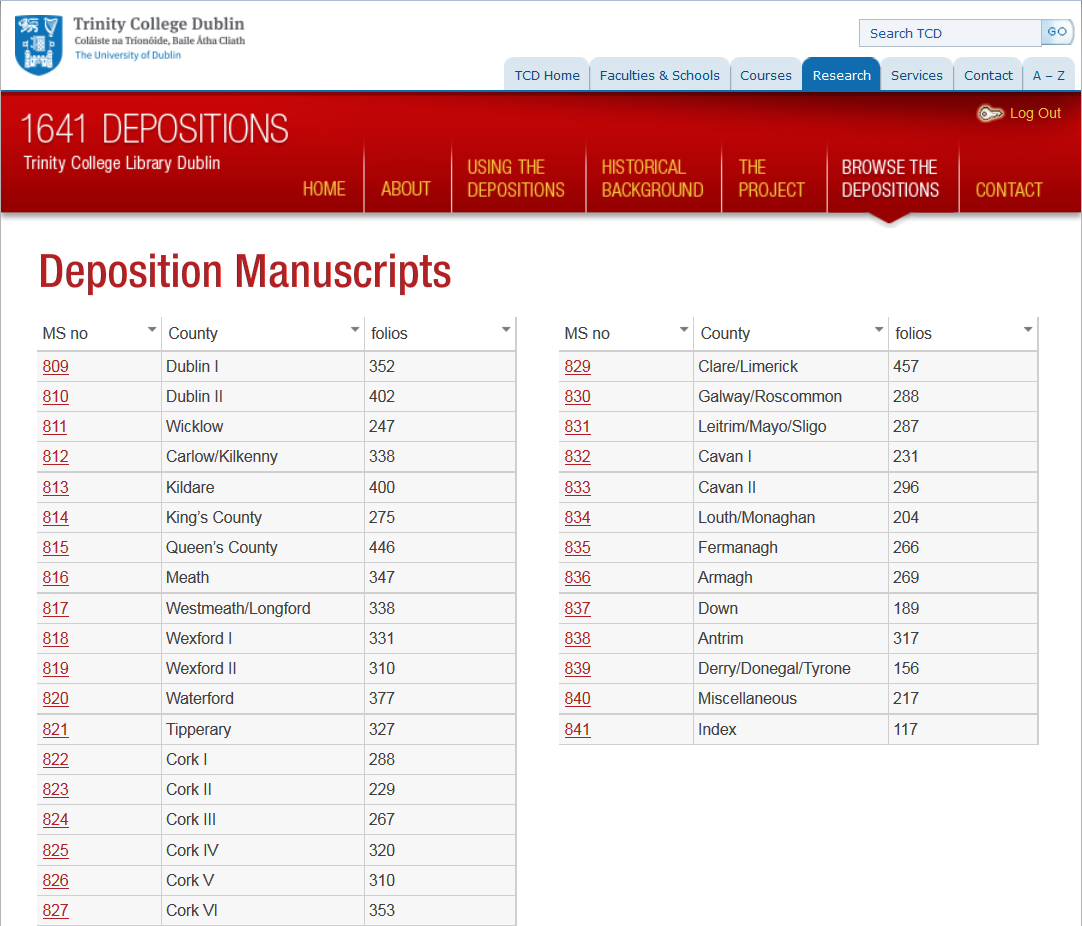 Trinity College Dublin
Coláiste na Tríonóide, Baile Átha Cliath
The University of Dublin
Search TCD GO
TCD Home Faculties & Schools Courses Research Services Contact A – Z
Log Out
1641 DEPOSITIONS
Trinity College Library Dublin
HOME ABOUT USING THE DEPOSITIONS HISTORICAL BACKGROUND THE PROJECT BROWSE THE DEPOSITIONS CONTACT
Deposition Manuscripts
MS no County folios
809 Dublin I 352
810 Dublin II 402
811 Wicklow 247
812 Carlow/Kilkenny 338
813 Kildare 400
814 King’s County 275
815 Queen’s County 446
816 Meath 347
817 Westmeath/Longford 338
818 Wexford I 331
819 Wexford II 310
820 Waterford 377
821 Tipperary 327
822 Cork I 288
823 Cork II 229
824 Cork III 267
825 Cork IV 320
826 Cork V 310
827 Cork VI 353
MS no County folios
829 Clare/Limerick 457
830 Galway/Roscommon 288
831 Leitrim/Mayo/Sligo 287
832 Cavan I 231
833 Cavan II 296
834 Louth/Monaghan 204
835 Fermanagh 266
836 Armagh 269
837 Down 189
838 Antrim 317
839 Derry/Donegal/Tyrone 156
840 Miscellaneous 217
841 Index 117